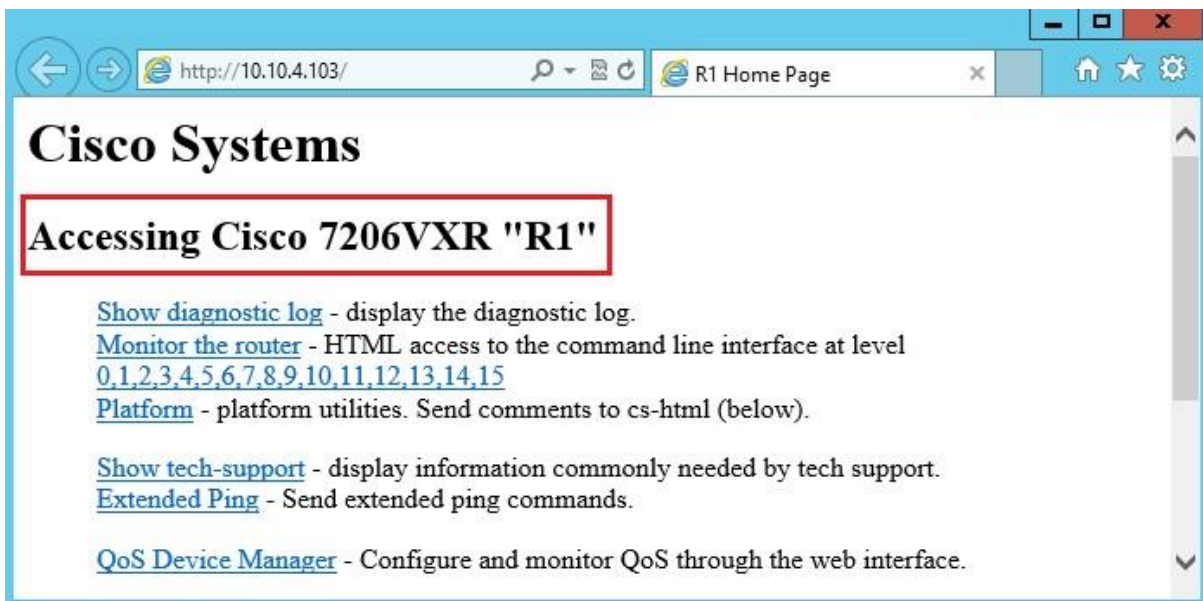 http://10.10.4.103/
R1 Home Page
Cisco Systems
Accessing Cisco 7206VXR "R1"
Show diagnostic log - display the diagnostic log.
Monitor the router - HTML access to the command line interface at level
0,1,2,3,4,5,6,7,8,9,10,11,12,13,14,15
Platform - platform utilities. Send comments to cs-html (below).
Show tech-support - display information commonly needed by tech support.
Extended Ping - Send extended ping commands.
QoS Device Manager - Configure and monitor QoS through the web interface.